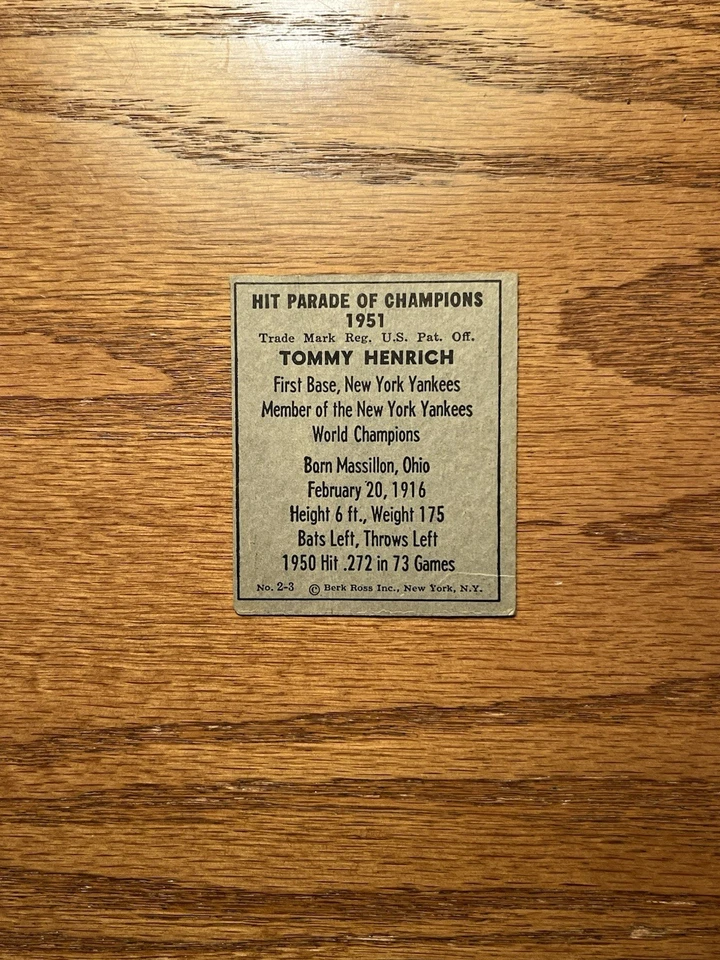 HIT PARADE OF CHAMPIONS
1951
Trade Mark Reg. U.S. Pat. Off.
TOMMY HENRICH
First Base, New York Yankees
Member of the New York Yankees
World Champions
Born Massillon, Ohio
February 20, 1916
Height 6 ft., Weight 175
Bats Left, Throws Left
1950 Hit .272 in 73 Games
No. 2-3 © Berk Ross Inc., New York, N.Y.